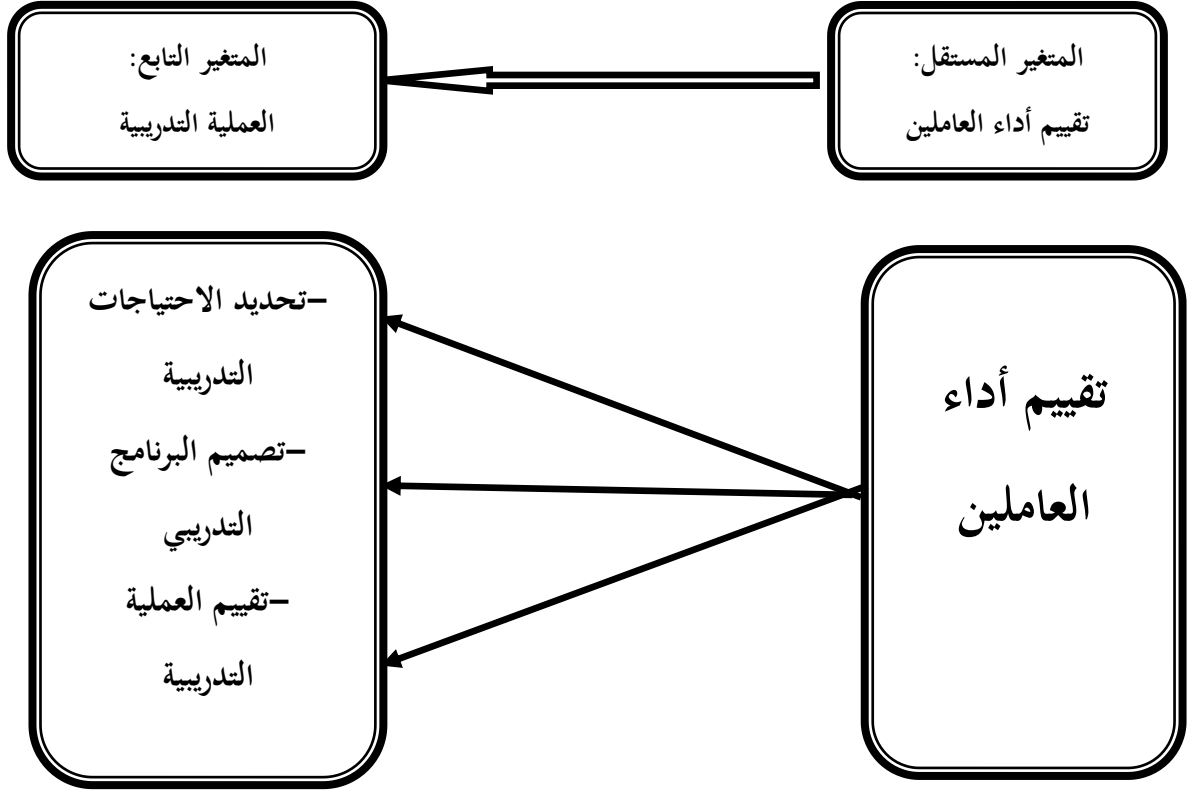 المتغير المستقل:
تقييم أداء العاملين
المتغير التابع:
العملية التدريبية
تقييم أداء
العاملين
–تحديد الاحتياجات
التدريبية
–تصميم البرنامج
التدريبي
–تقييم العملية
التدريبية